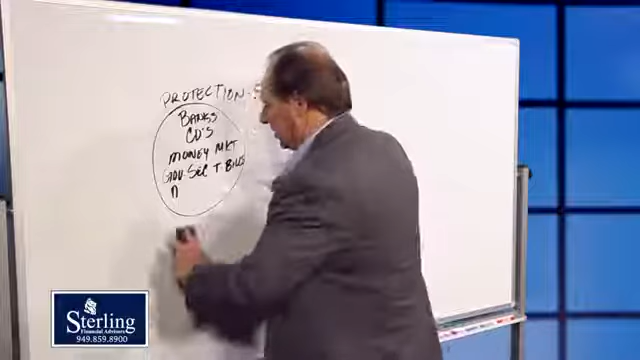 PROTECTION-S
BANKS
CD'S
MONEY MKT
GOV. SEC T-BILLS
Sterling
Financial Advisors
949.859.8900